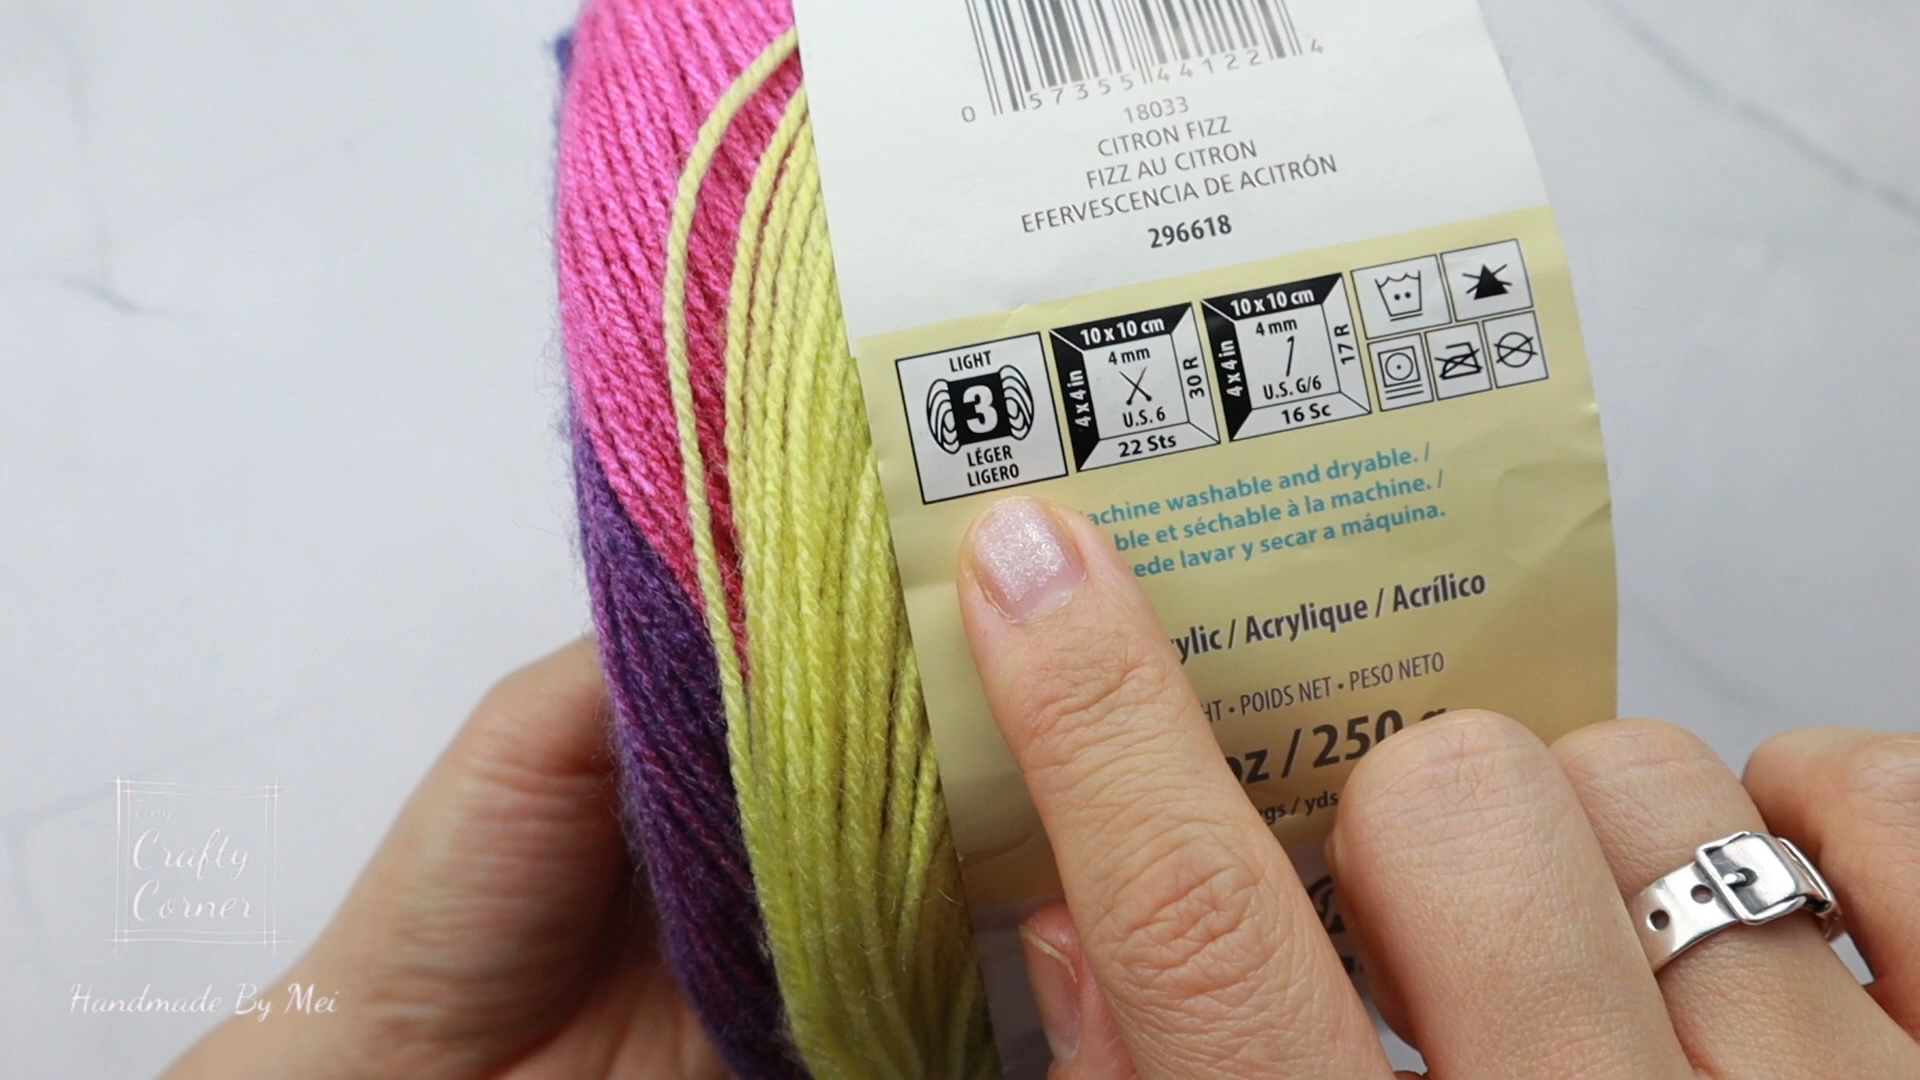 0 57355 44122 4
18033
CITRON FIZZ
FIZZ AU CITRON
EFERVESCENCIA DE ACITRÓN
296618
LIGHT
3
LÉGER
LIGERO
10 x 10 cm
4 x 4 in
4 mm
30 R
U.S. 6
22 Sts
10 x 10 cm
4 x 4 in
4 mm
17 R
U.S. G/6
16 Sc
achine washable and dryable. /
ble et séchable à la machine. /
ede lavar y secar a máquina.
ylic / Acrylique / Acrílico
HT • POIDS NET • PESO NETO
oz / 250 g
gs / yds
Tiny
Crafty
Corner
Handmade By Mei